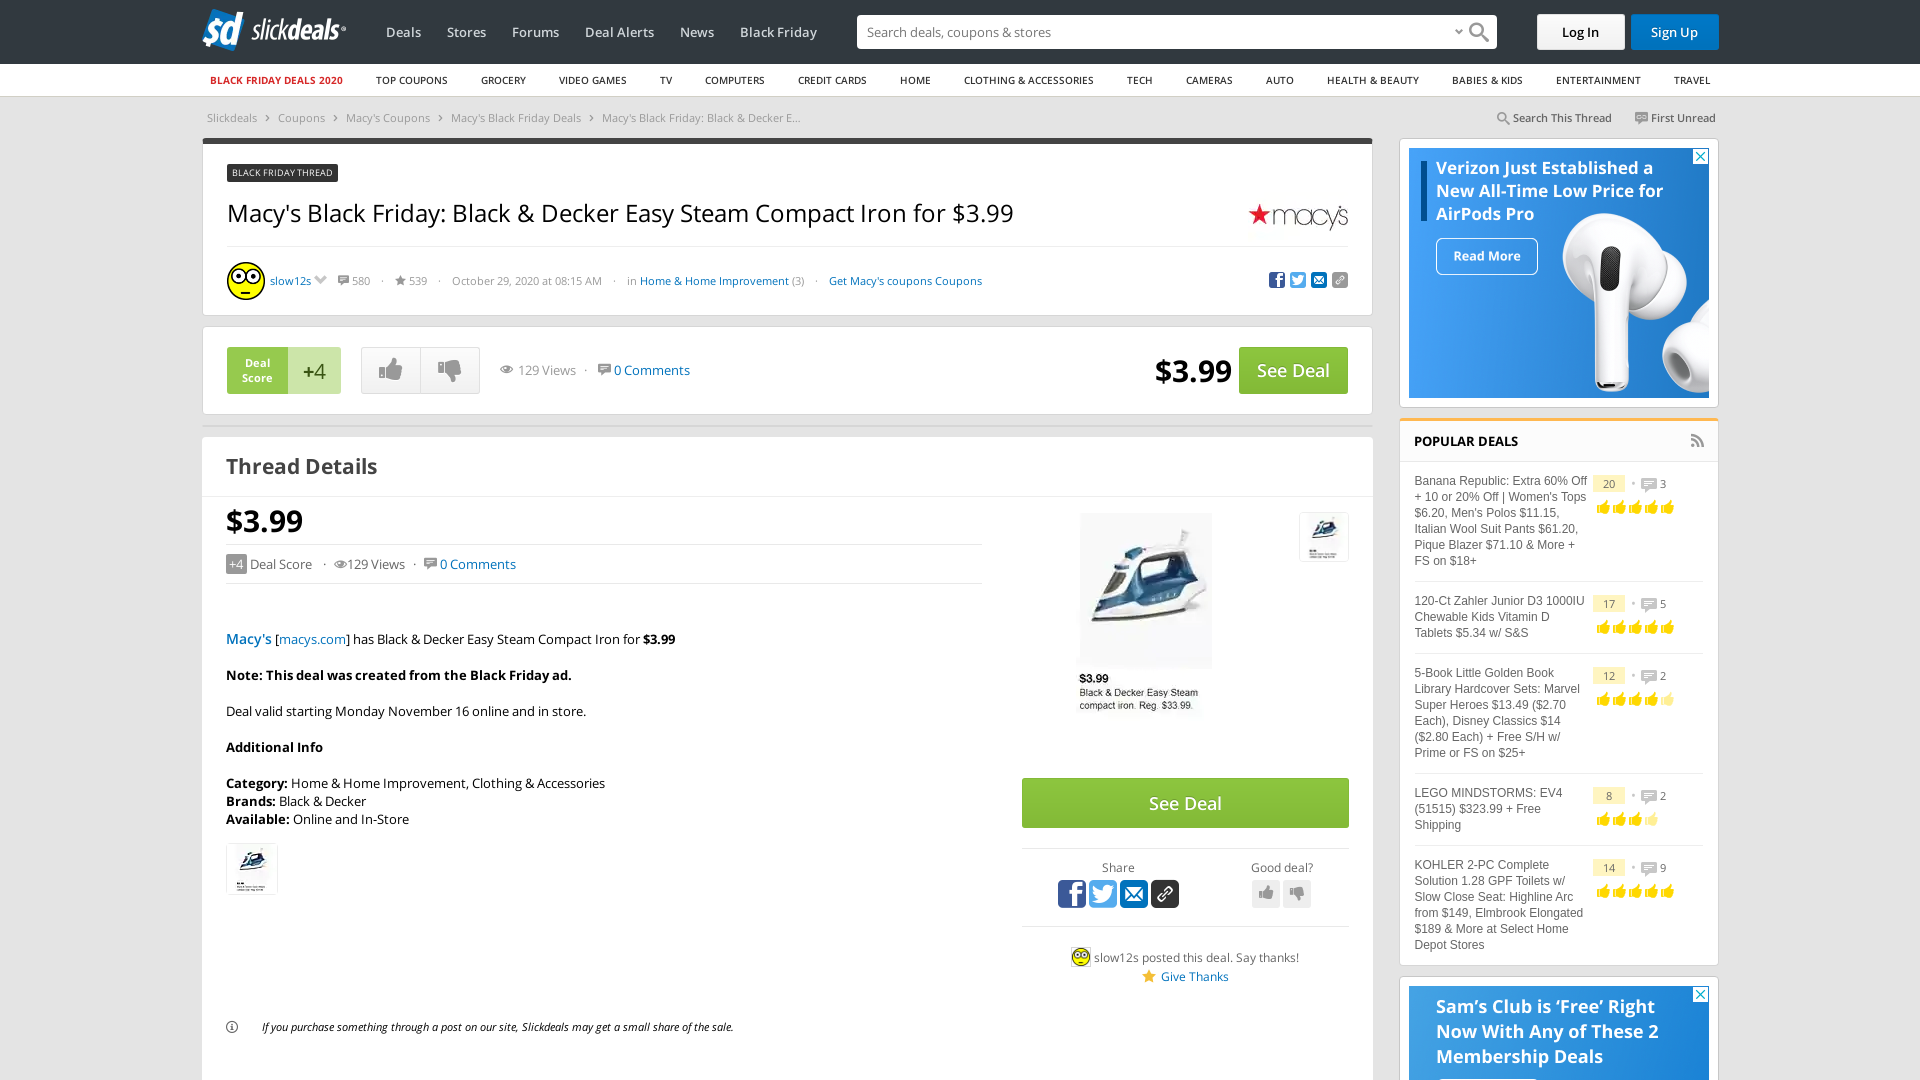 sd slickdeals
Deals Stores Forums Deal Alerts News Black Friday
Search deals, coupons & stores
Log In Sign Up
BLACK FRIDAY DEALS 2020 TOP COUPONS GROCERY VIDEO GAMES TV COMPUTERS CREDIT CARDS HOME CLOTHING & ACCESSORIES TECH CAMERAS AUTO HEALTH & BEAUTY BABIES & KIDS ENTERTAINMENT TRAVEL
Slickdeals › Coupons › Macy's Coupons › Macy's Black Friday Deals › Macy's Black Friday: Black & Decker E...
Search This Thread First Unread
BLACK FRIDAY THREAD
Macy's Black Friday: Black & Decker Easy Steam Compact Iron for $3.99
macy's
slow12s 580 · 539 · October 29, 2020 at 08:15 AM · in Home & Home Improvement (3) · Get Macy's coupons Coupons
Deal
Score
+4
129 Views · 0 Comments
$3.99 See Deal
Thread Details
$3.99
+4 Deal Score · 129 Views · 0 Comments
Macy's [macys.com] has Black & Decker Easy Steam Compact Iron for $3.99
Note: This deal was created from the Black Friday ad.
Deal valid starting Monday November 16 online and in store.
Additional Info
Category: Home & Home Improvement, Clothing & Accessories
Brands: Black & Decker
Available: Online and In-Store
$3.99
Black & Decker Easy Steam
compact iron. Reg. $33.99.
See Deal
Share Good deal?
slow12s posted this deal. Say thanks!
Give Thanks
If you purchase something through a post on our site, Slickdeals may get a small share of the sale.
Verizon Just Established a
New All-Time Low Price for
AirPods Pro
Read More
POPULAR DEALS
Banana Republic: Extra 60% Off
+ 10 or 20% Off | Women's Tops
$6.20, Men's Polos $11.15,
Italian Wool Suit Pants $61.20,
Pique Blazer $71.10 & More +
FS on $18+
20 · 3
120-Ct Zahler Junior D3 1000IU
Chewable Kids Vitamin D
Tablets $5.34 w/ S&S
17 · 5
5-Book Little Golden Book
Library Hardcover Sets: Marvel
Super Heroes $13.49 ($2.70
Each), Disney Classics $14
($2.80 Each) + Free S/H w/
Prime or FS on $25+
12 · 2
LEGO MINDSTORMS: EV4
(51515) $323.99 + Free
Shipping
8 · 2
KOHLER 2-PC Complete
Solution 1.28 GPF Toilets w/
Slow Close Seat: Highline Arc
from $149, Elmbrook Elongated
$189 & More at Select Home
Depot Stores
14 · 9
Sam's Club is ‘Free’ Right
Now With Any of These 2
Membership Deals